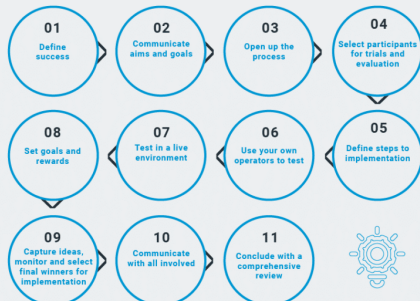 01
Define
success
02
Communicate
aims and goals
03
Open up the
process
04
Select participants
for trials and
evaluation
05
Define steps to
implementation
06
Use your own
operators to test
07
Test in a live
environment
08
Set goals and
rewards
09
Capture ideas,
monitor and select
final winners for
implementation
10
Communicate
with all involved
11
Conclude with a
comprehensive
review